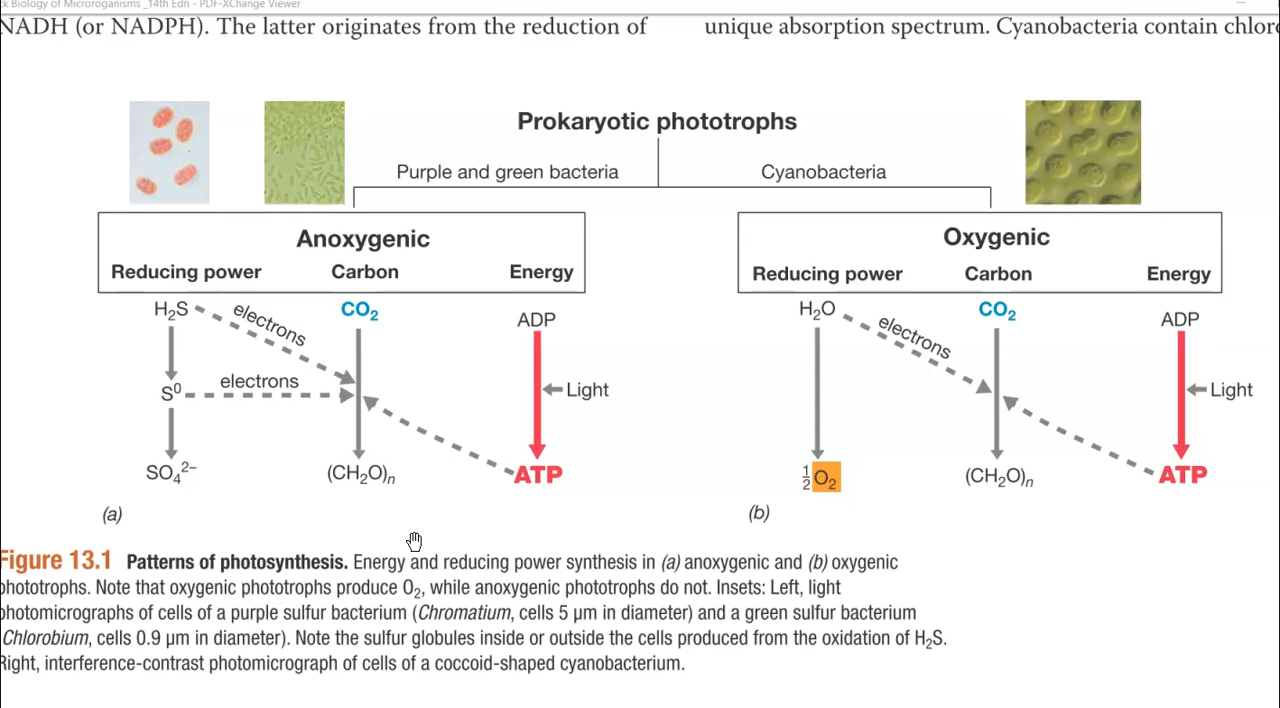 k Biology of Microroganisms _14th Edn - PDF-XChange Viewer
NADH (or NADPH). The latter originates from the reduction of
unique absorption spectrum. Cyanobacteria contain chlor
Prokaryotic phototrophs
Purple and green bacteria
Cyanobacteria
Anoxygenic
Reducing power Carbon Energy
H₂S electrons CO₂ ADP
S⁰ electrons Light
SO₄²⁻ (CH₂O)ₙ ATP
(a)
Oxygenic
Reducing power Carbon Energy
H₂O electrons CO₂ ADP
Light
½ O₂ (CH₂O)ₙ ATP
(b)
Figure 13.1 Patterns of photosynthesis. Energy and reducing power synthesis in (a) anoxygenic and (b) oxygenic
phototrophs. Note that oxygenic phototrophs produce O₂, while anoxygenic phototrophs do not. Insets: Left, light
photomicrographs of cells of a purple sulfur bacterium (Chromatium, cells 5 µm in diameter) and a green sulfur bacterium
Chlorobium, cells 0.9 µm in diameter). Note the sulfur globules inside or outside the cells produced from the oxidation of H₂S.
Right, interference-contrast photomicrograph of cells of a coccoid-shaped cyanobacterium.